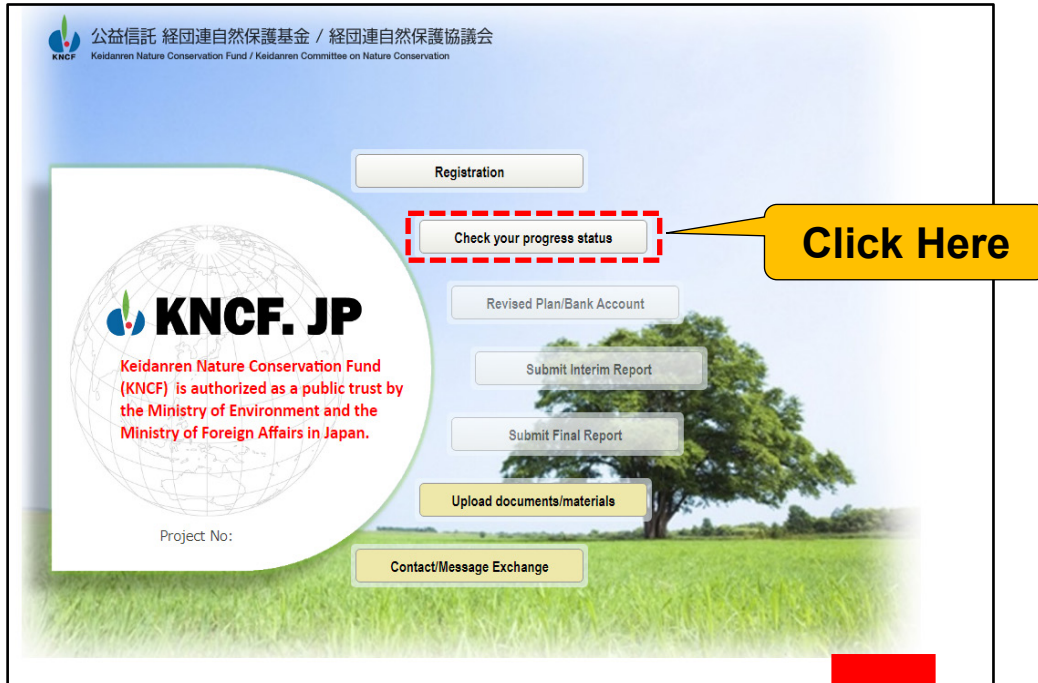 公益信託 経団連自然保護基金 / 経団連自然保護協議会
KNCF
Keidanren Nature Conservation Fund / Keidanren Committee on Nature Conservation
Registration
Check your progress status
Click Here
Revised Plan/Bank Account
KNCF. JP
Keidanren Nature Conservation Fund
(KNCF) is authorized as a public trust by
the Ministry of Environment and the
Ministry of Foreign Affairs in Japan.
Submit Interim Report
Submit Final Report
Upload documents/materials
Project No:
Contact/Message Exchange